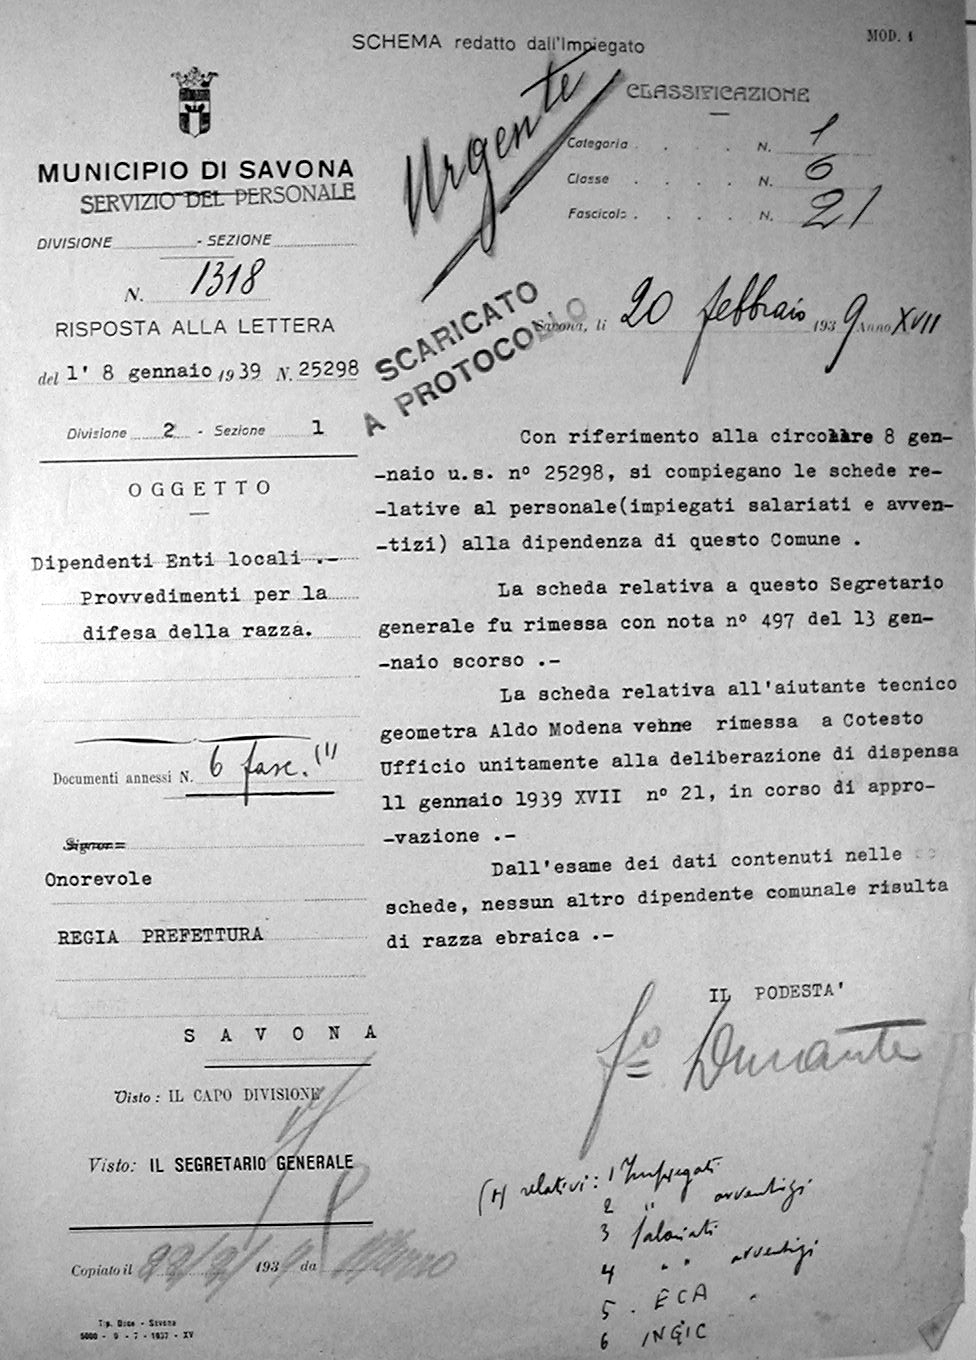 SCHEMA redatto dall'Impiegato
MOD. 1
Urgente
CLASSIFICAZIONE
Categoria . . . . N. 1
Classe . . . . N. 6
Fascicolo . . . . N. 21
MUNICIPIO DI SAVONA
SERVIZIO DEL PERSONALE
DIVISIONE - SEZIONE
N. 1318
RISPOSTA ALLA LETTERA
del l' 8 gennaio 1939 N. 25298
Divisione 2 - Sezione 1
SCARICATO
A PROTOCOLLO
Savona, li 20 febbraio 1939 Anno XVII
OGGETTO
Dipendenti Enti locali .-
Provvedimenti per la
difesa della razza.
Documenti annessi N. 6 fasc. (1)
Signor=
Onorevole
REGIA PREFETTURA
S A V O N A
Visto: IL CAPO DIVISIONE
Visto: IL SEGRETARIO GENERALE
Copiato il 22/2/1939 da
Tip. - Savona
5000 - 9 - 7 - 1937 - XV
Con riferimento alla circolare 8 gen-
-naio u.s. n° 25298, si compiegano le schede re-
-lative al personale(impiegati salariati e avven-
-tizi) alla dipendenza di questo Comune .
La scheda relativa a questo Segretario
generale fu rimessa con nota n° 497 del 13 gen-
-naio scorso .-
La scheda relativa all'aiutante tecnico
geometra Aldo Modena venne rimessa a Cotesto
Ufficio unitamente alla deliberazione di dispensa
11 gennaio 1939 XVII n° 21, in corso di appro-
-vazione .-
Dall'esame dei dati contenuti nelle
schede, nessun altro dipendente comunale risulta
di razza ebraica .-
IL PODESTA'
f° Durante
(1) relativi: 1 Impiegati
2 " avventizi
3 Salariati
4 " " avventizi
5 . ECA
6 INGIC